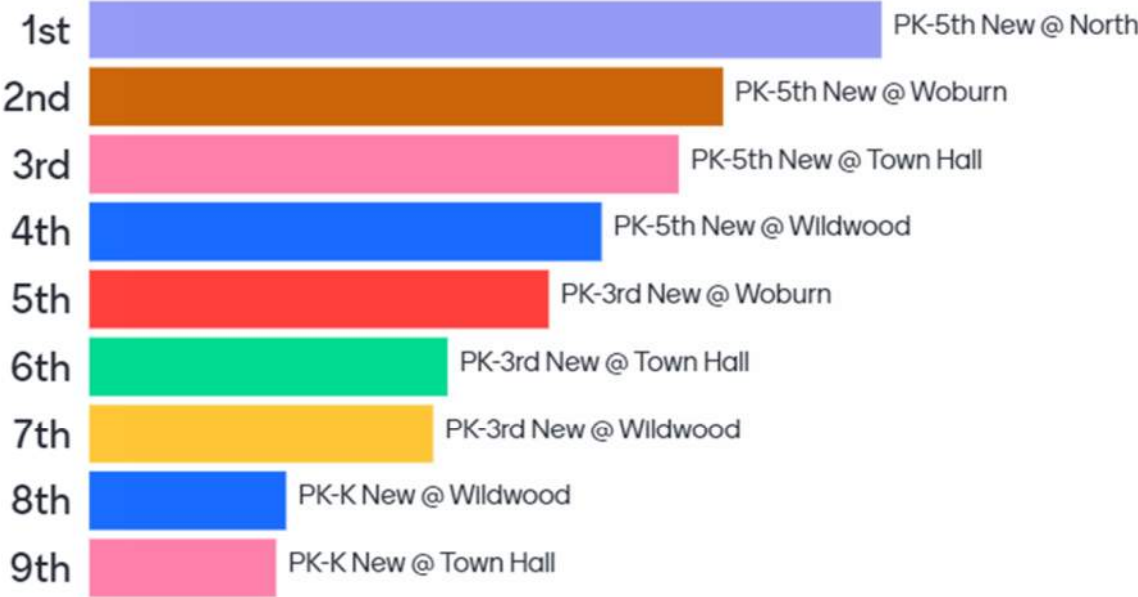 1st PK-5th New @ North
2nd PK-5th New @ Woburn
3rd PK-5th New @ Town Hall
4th PK-5th New @ Wildwood
5th PK-3rd New @ Woburn
6th PK-3rd New @ Town Hall
7th PK-3rd New @ Wildwood
8th PK-K New @ Wildwood
9th PK-K New @ Town Hall